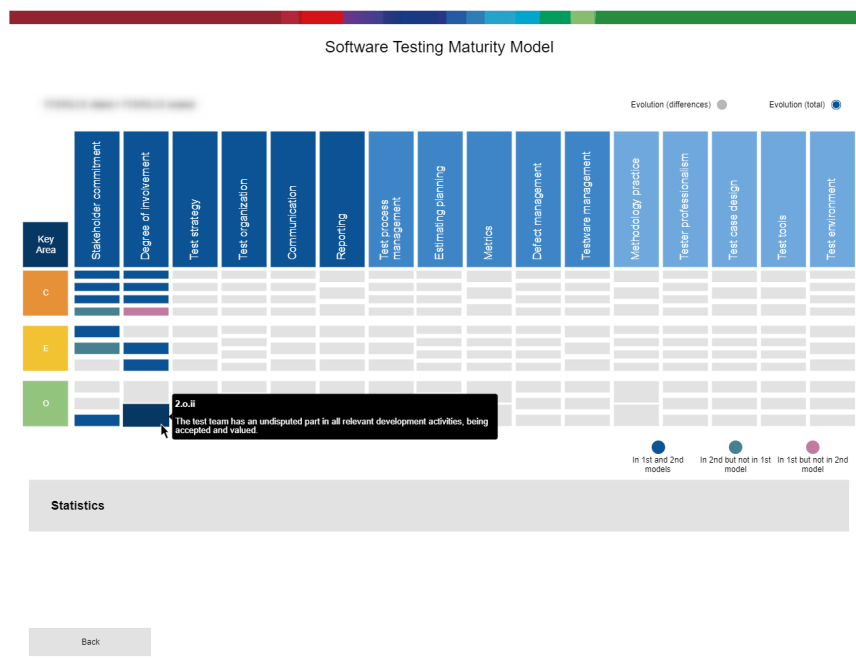 Software Testing Maturity Model
Evolution (differences)
Evolution (total)
Key
Area
Stakeholder commitment
Degree of involvement
Test strategy
Test organization
Communication
Reporting
Test process
management
Estimating planning
Metrics
Defect management
Testware management
Methodology practice
Tester professionalism
Test case design
Test tools
Test environment
C
E
O
2.o.ii
The test team has an undisputed part in all relevant development activities, being
accepted and valued.
In 1st and 2nd
models
In 2nd but not in 1st
model
In 1st but not in 2nd
model
Statistics
Back